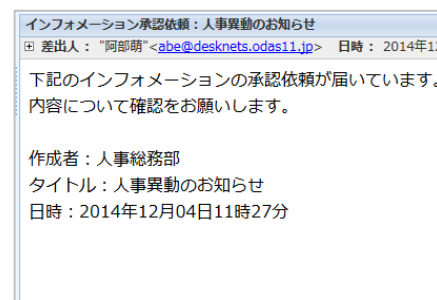 インフォメーション承認依頼：人事異動のお知らせ
差出人： "阿部萌"<abe@desknets.odas11.jp> 日時： 2014年12
下記のインフォメーションの承認依頼が届いています。
内容について確認をお願いします。
作成者：人事総務部
タイトル：人事異動のお知らせ
日時：2014年12月04日11時27分